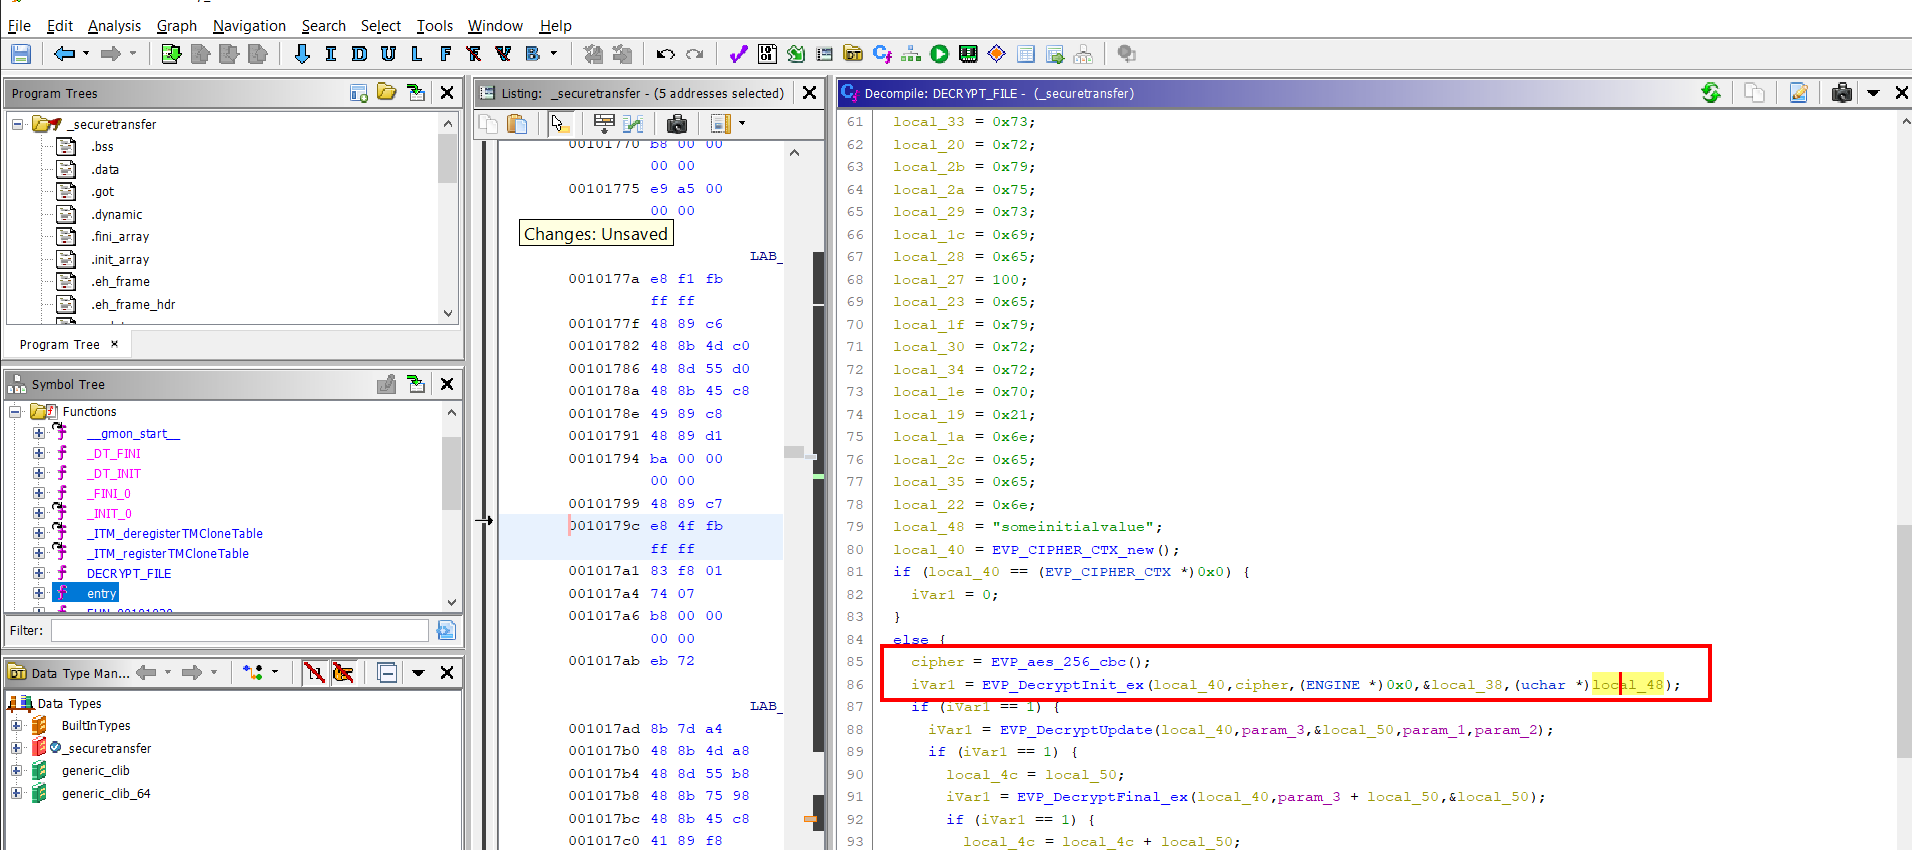 File Edit Analysis Graph Navigation Search Select Tools Window Help
I D U L F B
Program Trees
_securetransfer
.bss
.data
.got
.dynamic
.fini_array
.init_array
.eh_frame
.eh_frame_hdr
Program Tree
Symbol Tree
Functions
__gmon_start__
_DT_FINI
_DT_INIT
_FINI_0
_INIT_0
_ITM_deregisterTMCloneTable
_ITM_registerTMCloneTable
DECRYPT_FILE
entry
Filter:
Data Type Man...
Data Types
BuiltInTypes
_securetransfer
generic_clib
generic_clib_64
Listing: _securetransfer - (5 addresses selected)
00101770 b8 00 00
00 00
00101775 e9 a5 00
00 00
Changes: Unsaved
LAB_
0010177a e8 f1 fb
ff ff
0010177f 48 89 c6
00101782 48 8b 4d c0
00101786 48 8d 55 d0
0010178a 48 8b 45 c8
0010178e 49 89 c8
00101791 48 89 d1
00101794 ba 00 00
00 00
00101799 48 89 c7
0010179c e8 4f fb
ff ff
001017a1 83 f8 01
001017a4 74 07
001017a6 b8 00 00
00 00
001017ab eb 72
LAB_
001017ad 8b 7d a4
001017b0 48 8b 4d a8
001017b4 48 8d 55 b8
001017b8 48 8b 75 98
001017bc 48 8b 45 c8
001017c0 41 89 f8
Decompile: DECRYPT_FILE - (_securetransfer)
61 local_33 = 0x73;
62 local_20 = 0x72;
63 local_2b = 0x79;
64 local_2a = 0x75;
65 local_29 = 0x73;
66 local_1c = 0x69;
67 local_28 = 0x65;
68 local_27 = 100;
69 local_23 = 0x65;
70 local_1f = 0x79;
71 local_30 = 0x72;
72 local_34 = 0x72;
73 local_1e = 0x70;
74 local_19 = 0x21;
75 local_1a = 0x6e;
76 local_2c = 0x65;
77 local_35 = 0x65;
78 local_22 = 0x6e;
79 local_48 = "someinitialvalue";
80 local_40 = EVP_CIPHER_CTX_new();
81 if (local_40 == (EVP_CIPHER_CTX *)0x0) {
82 iVar1 = 0;
83 }
84 else {
85 cipher = EVP_aes_256_cbc();
86 iVar1 = EVP_DecryptInit_ex(local_40,cipher,(ENGINE *)0x0,&local_38,(uchar *)local_48);
87 if (iVar1 == 1) {
88 iVar1 = EVP_DecryptUpdate(local_40,param_3,&local_50,param_1,param_2);
89 if (iVar1 == 1) {
90 local_4c = local_50;
91 iVar1 = EVP_DecryptFinal_ex(local_40,param_3 + local_50,&local_50);
92 if (iVar1 == 1) {
93 local_4c = local_4c + local_50;